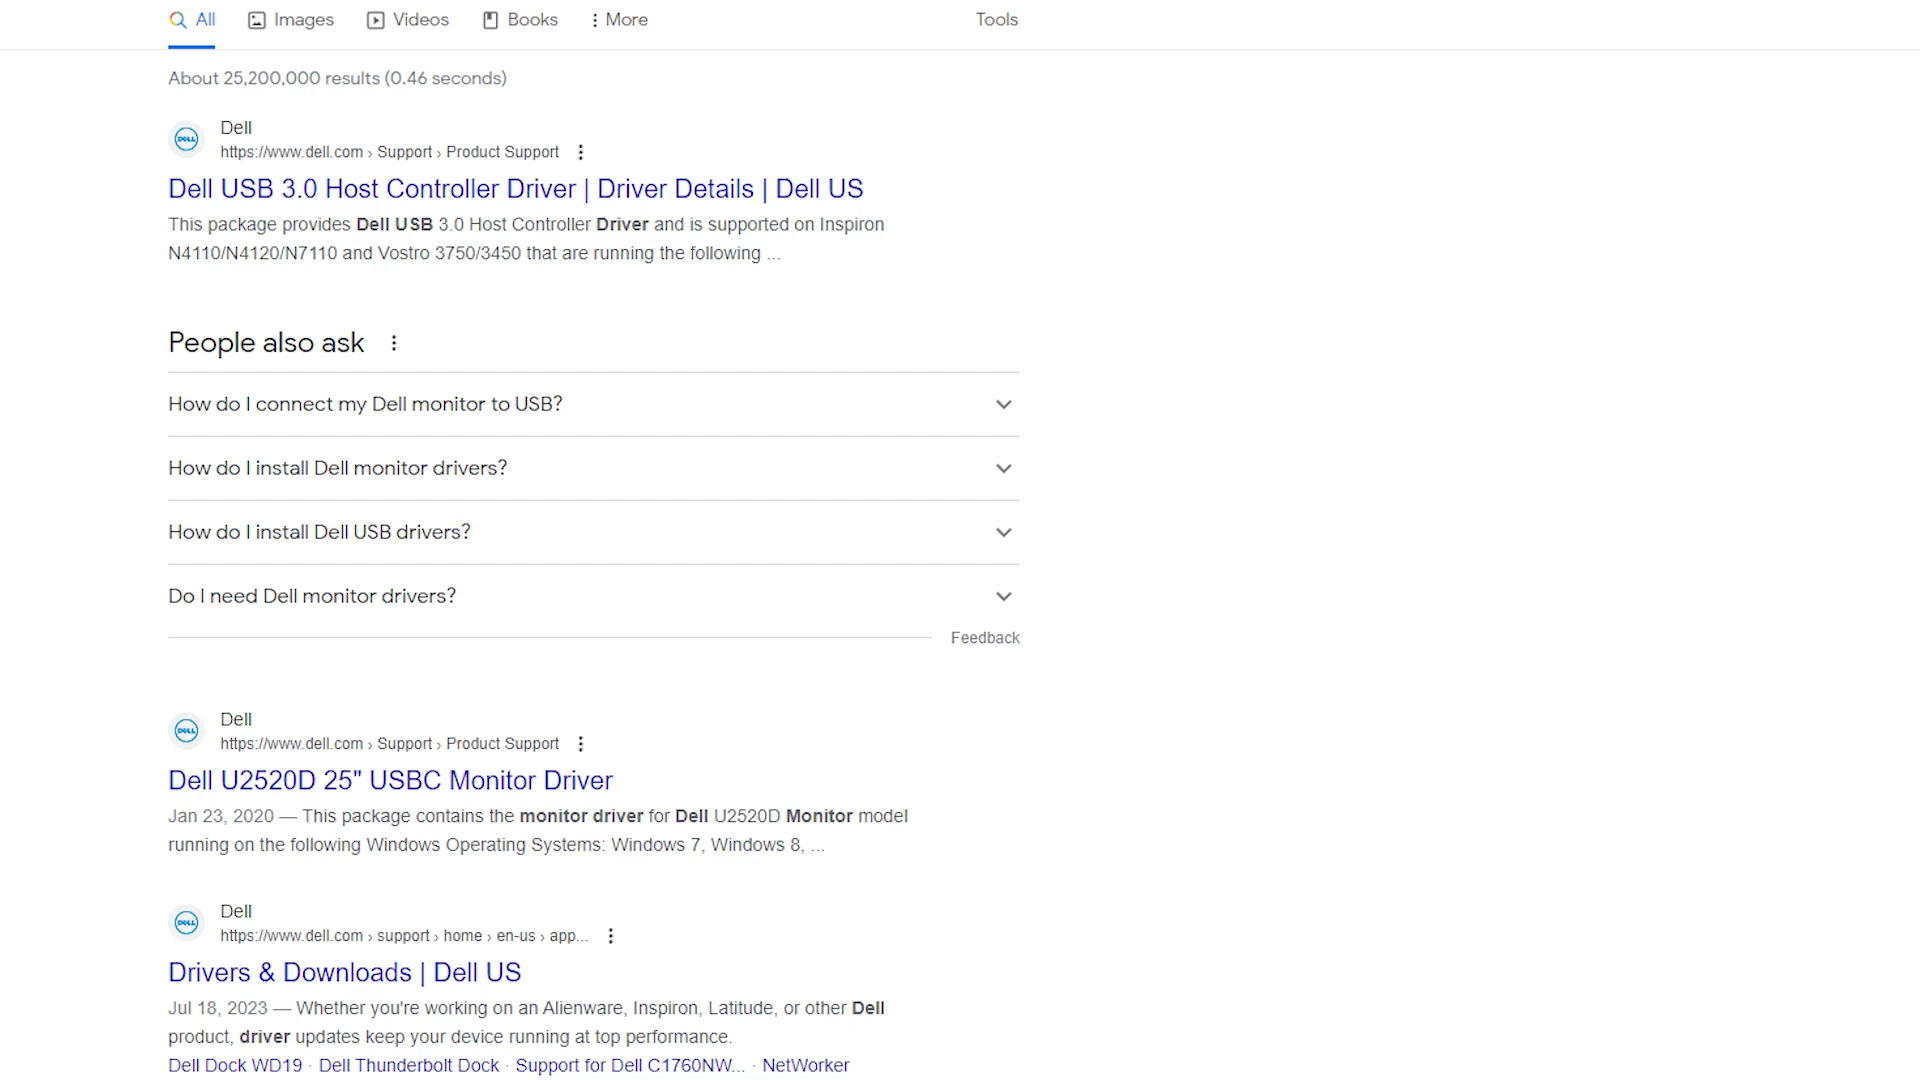 All Images Videos Books More Tools
About 25,200,000 results (0.46 seconds)
DELL
Dell
https://www.dell.com › Support › Product Support
Dell USB 3.0 Host Controller Driver | Driver Details | Dell US
This package provides Dell USB 3.0 Host Controller Driver and is supported on Inspiron
N4110/N4120/N7110 and Vostro 3750/3450 that are running the following ...
People also ask
How do I connect my Dell monitor to USB?
How do I install Dell monitor drivers?
How do I install Dell USB drivers?
Do I need Dell monitor drivers?
Feedback
DELL
Dell
https://www.dell.com › Support › Product Support
Dell U2520D 25" USBC Monitor Driver
Jan 23, 2020 — This package contains the monitor driver for Dell U2520D Monitor model
running on the following Windows Operating Systems: Windows 7, Windows 8, ...
DELL
Dell
https://www.dell.com › support › home › en-us › app...
Drivers & Downloads | Dell US
Jul 18, 2023 — Whether you're working on an Alienware, Inspiron, Latitude, or other Dell
product, driver updates keep your device running at top performance.
Dell Dock WD19 · Dell Thunderbolt Dock · Support for Dell C1760NW... · NetWorker